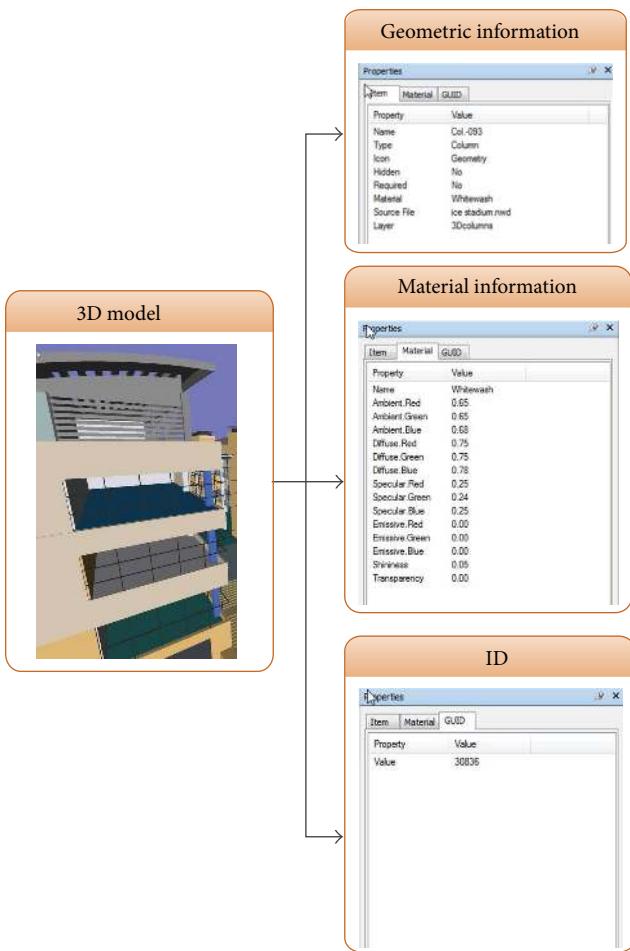 Geometric information
Properties
Item Material GUID
Property Value
Name Col.-093
Type Column
Icon Geometry
Hidden No
Required No
Material Whitewash
Source File ice stadium.nwd
Layer 3Dcolumns
3D model
Material information
Properties
Item Material GUID
Property Value
Name Whitewash
Ambient.Red 0.65
Ambient.Green 0.65
Ambient.Blue 0.68
Diffuse.Red 0.75
Diffuse.Green 0.75
Diffuse.Blue 0.78
Specular.Red 0.25
Specular.Green 0.24
Specular.Blue 0.25
Emissive.Red 0.00
Emissive.Green 0.00
Emissive.Blue 0.00
Shininess 0.05
Transparency 0.00
ID
Properties
Item Material GUID
Property Value
Value 30836